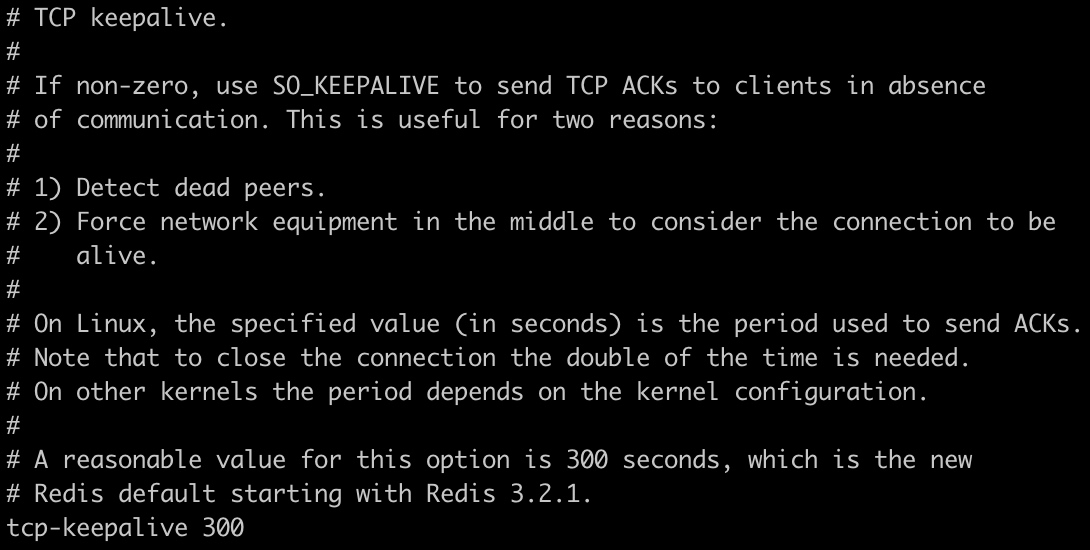 # TCP keepalive.
#
# If non-zero, use SO_KEEPALIVE to send TCP ACKs to clients in absence
# of communication. This is useful for two reasons:
#
# 1) Detect dead peers.
# 2) Force network equipment in the middle to consider the connection to be
#    alive.
#
# On Linux, the specified value (in seconds) is the period used to send ACKs.
# Note that to close the connection the double of the time is needed.
# On other kernels the period depends on the kernel configuration.
#
# A reasonable value for this option is 300 seconds, which is the new
# Redis default starting with Redis 3.2.1.
tcp-keepalive 300